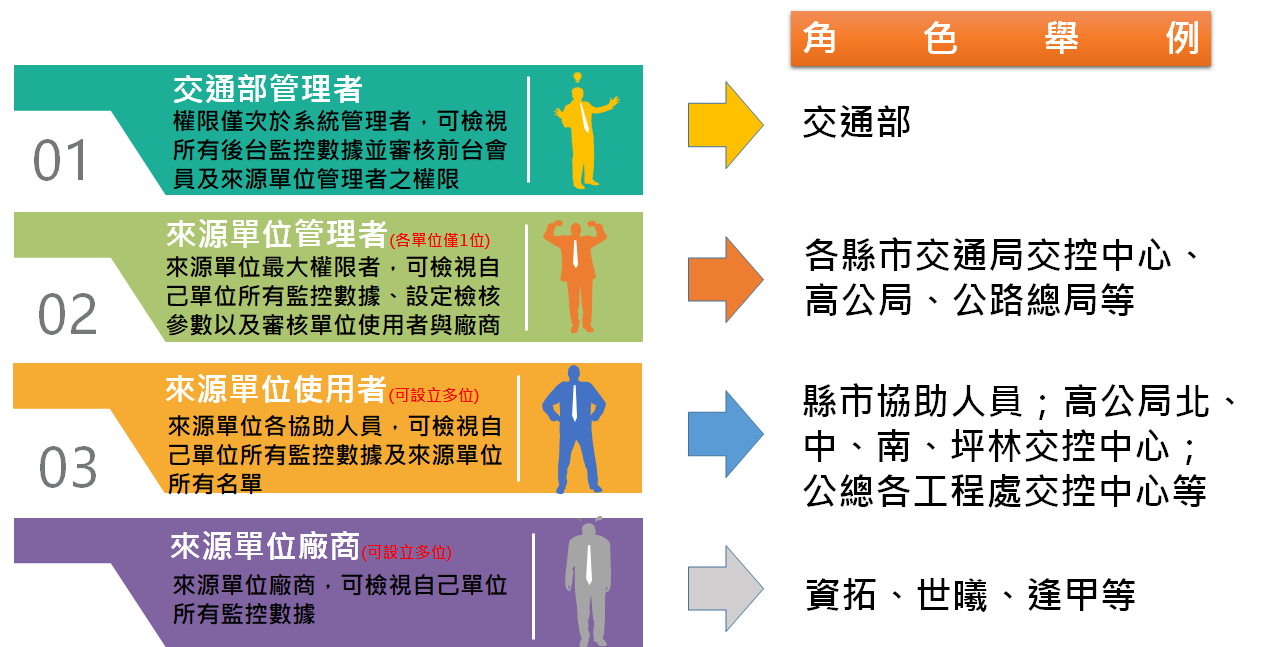 角色舉例
01
交通部管理者
權限僅次於系統管理者，可檢視
所有後台監控數據並審核前台會
員及來源單位管理者之權限
交通部
02
來源單位管理者(各單位僅1位)
來源單位最大權限者，可檢視自
己單位所有監控數據、設定檢核
參數以及審核單位使用者與廠商
各縣市交通局交控中心、
高公局、公路總局等
03
來源單位使用者(可設立多位)
來源單位各協助人員，可檢視自
己單位所有監控數據及來源單位
所有名單
縣市協助人員；高公局北、
中、南、坪林交控中心；
公總各工程處交控中心等
來源單位廠商(可設立多位)
來源單位廠商，可檢視自己單位
所有監控數據
資拓、世曦、逢甲等